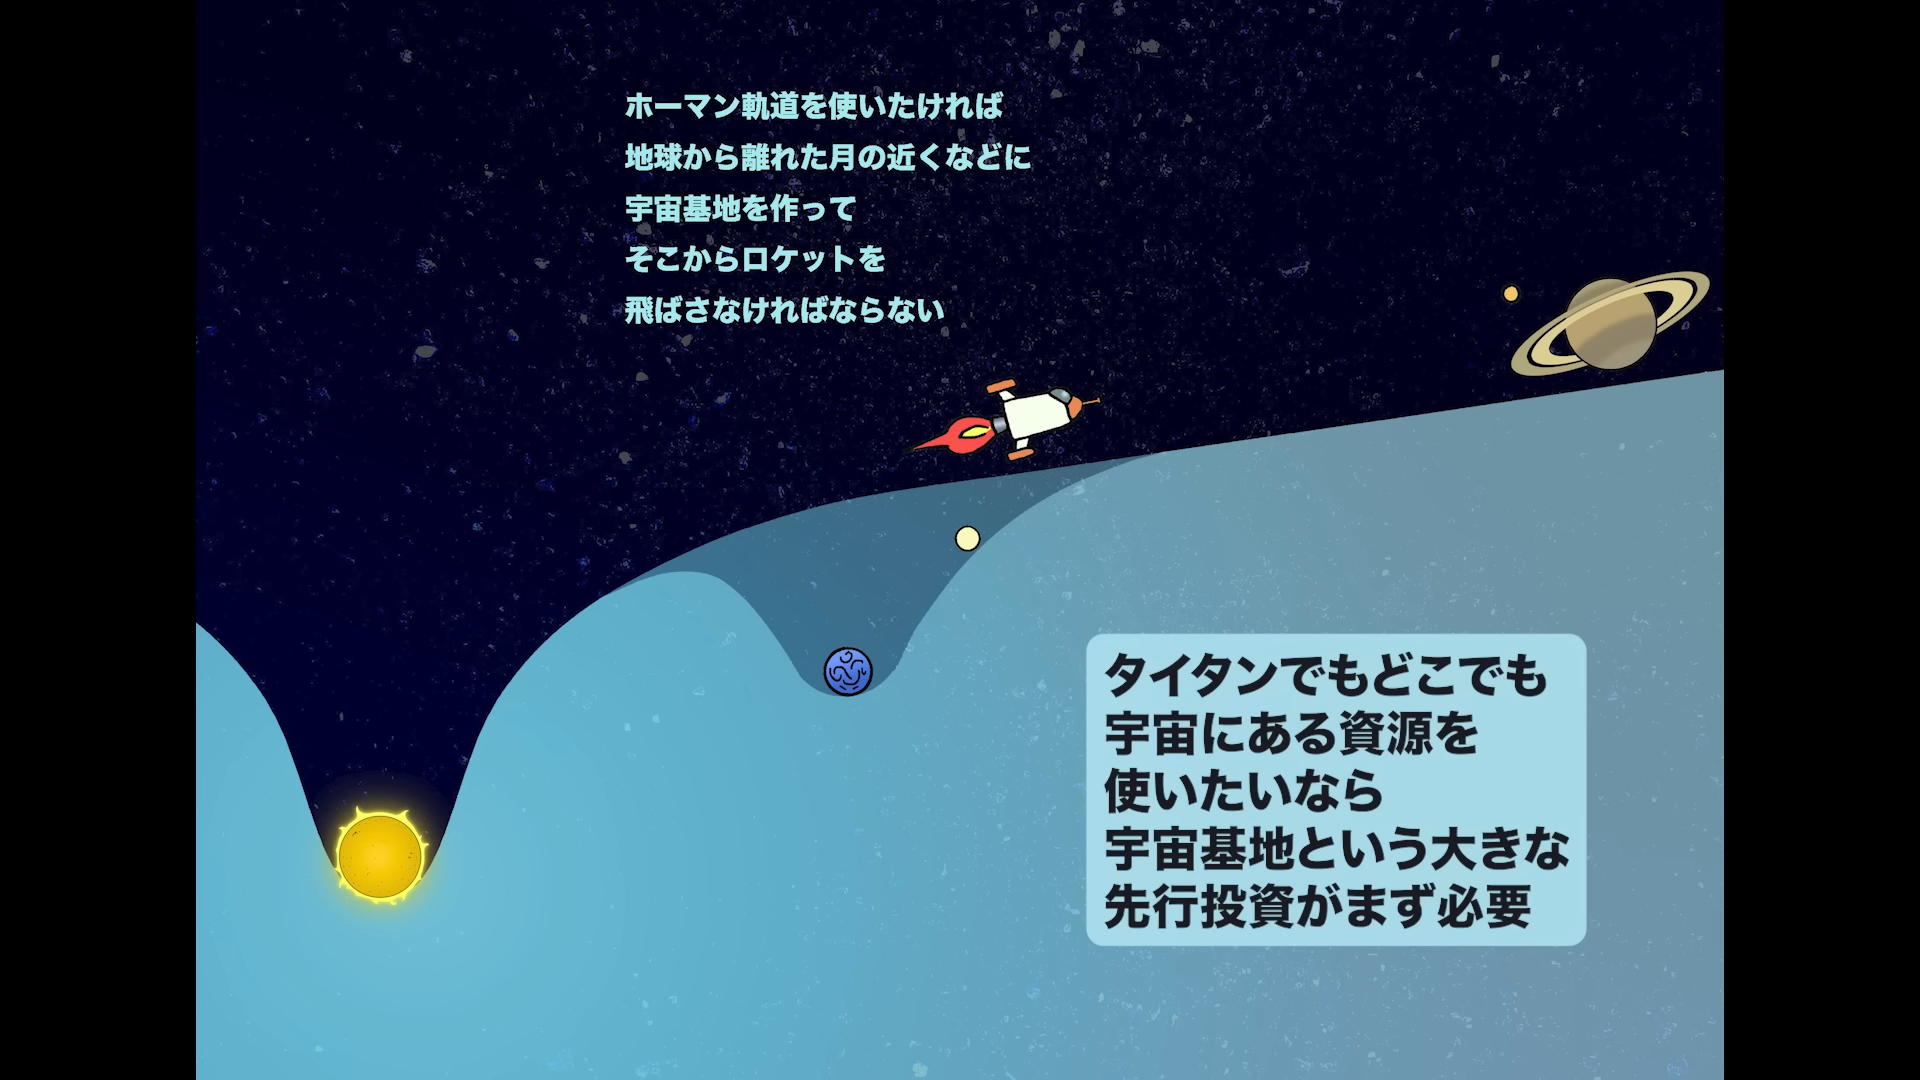 ホーマン軌道を使いたければ
地球から離れた月の近くなどに
宇宙基地を作って
そこからロケットを
飛ばさなければならない
タイタンでもどこでも
宇宙にある資源を
使いたいなら
宇宙基地という大きな
先行投資がまず必要